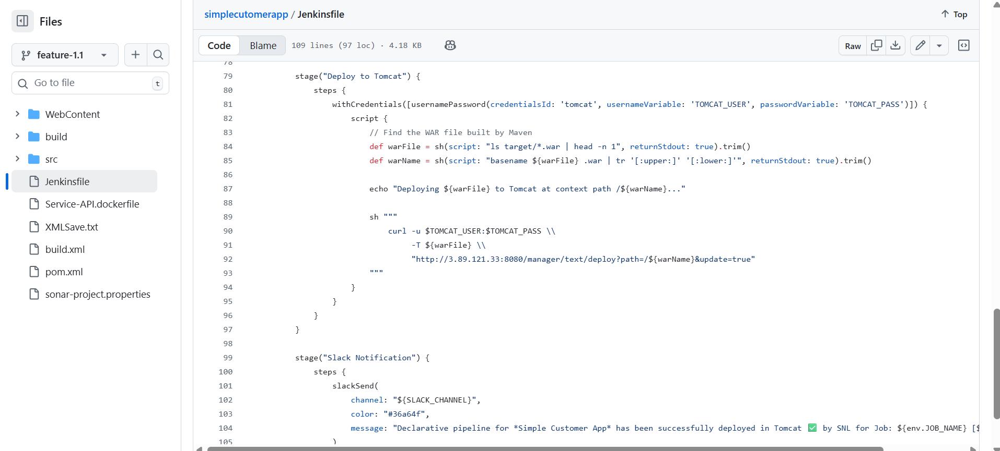 Files
feature-1.1
Go to file
t
WebContent
build
src
Jenkinsfile
Service-API.dockerfile
XMLSave.txt
build.xml
pom.xml
sonar-project.properties
simplecutomerapp / Jenkinsfile
Top
Code Blame 109 lines (97 loc) · 4.18 KB
Raw
78
79 stage("Deploy to Tomcat") {
80 steps {
81 withCredentials([usernamePassword(credentialsId: 'tomcat', usernameVariable: 'TOMCAT_USER', passwordVariable: 'TOMCAT_PASS')]) {
82 script {
83 // Find the WAR file built by Maven
84 def warFile = sh(script: "ls target/*.war | head -n 1", returnStdout: true).trim()
85 def warName = sh(script: "basename ${warFile} .war | tr '[:upper:]' '[:lower:]'", returnStdout: true).trim()
86
87 echo "Deploying ${warFile} to Tomcat at context path /${warName}..."
88
89 sh """
90 curl -u $TOMCAT_USER:$TOMCAT_PASS \\
91 -T ${warFile} \\
92 "http://3.89.121.33:8080/manager/text/deploy?path=/${warName}&update=true"
93 """
94 }
95 }
96 }
97 }
98
99 stage("Slack Notification") {
100 steps {
101 slackSend(
102 channel: "${SLACK_CHANNEL}",
103 color: "#36a64f",
104 message: "Declarative pipeline for *Simple Customer App* has been successfully deployed in Tomcat ✅ by SNL for Job: ${env.JOB_NAME} [$
105 )